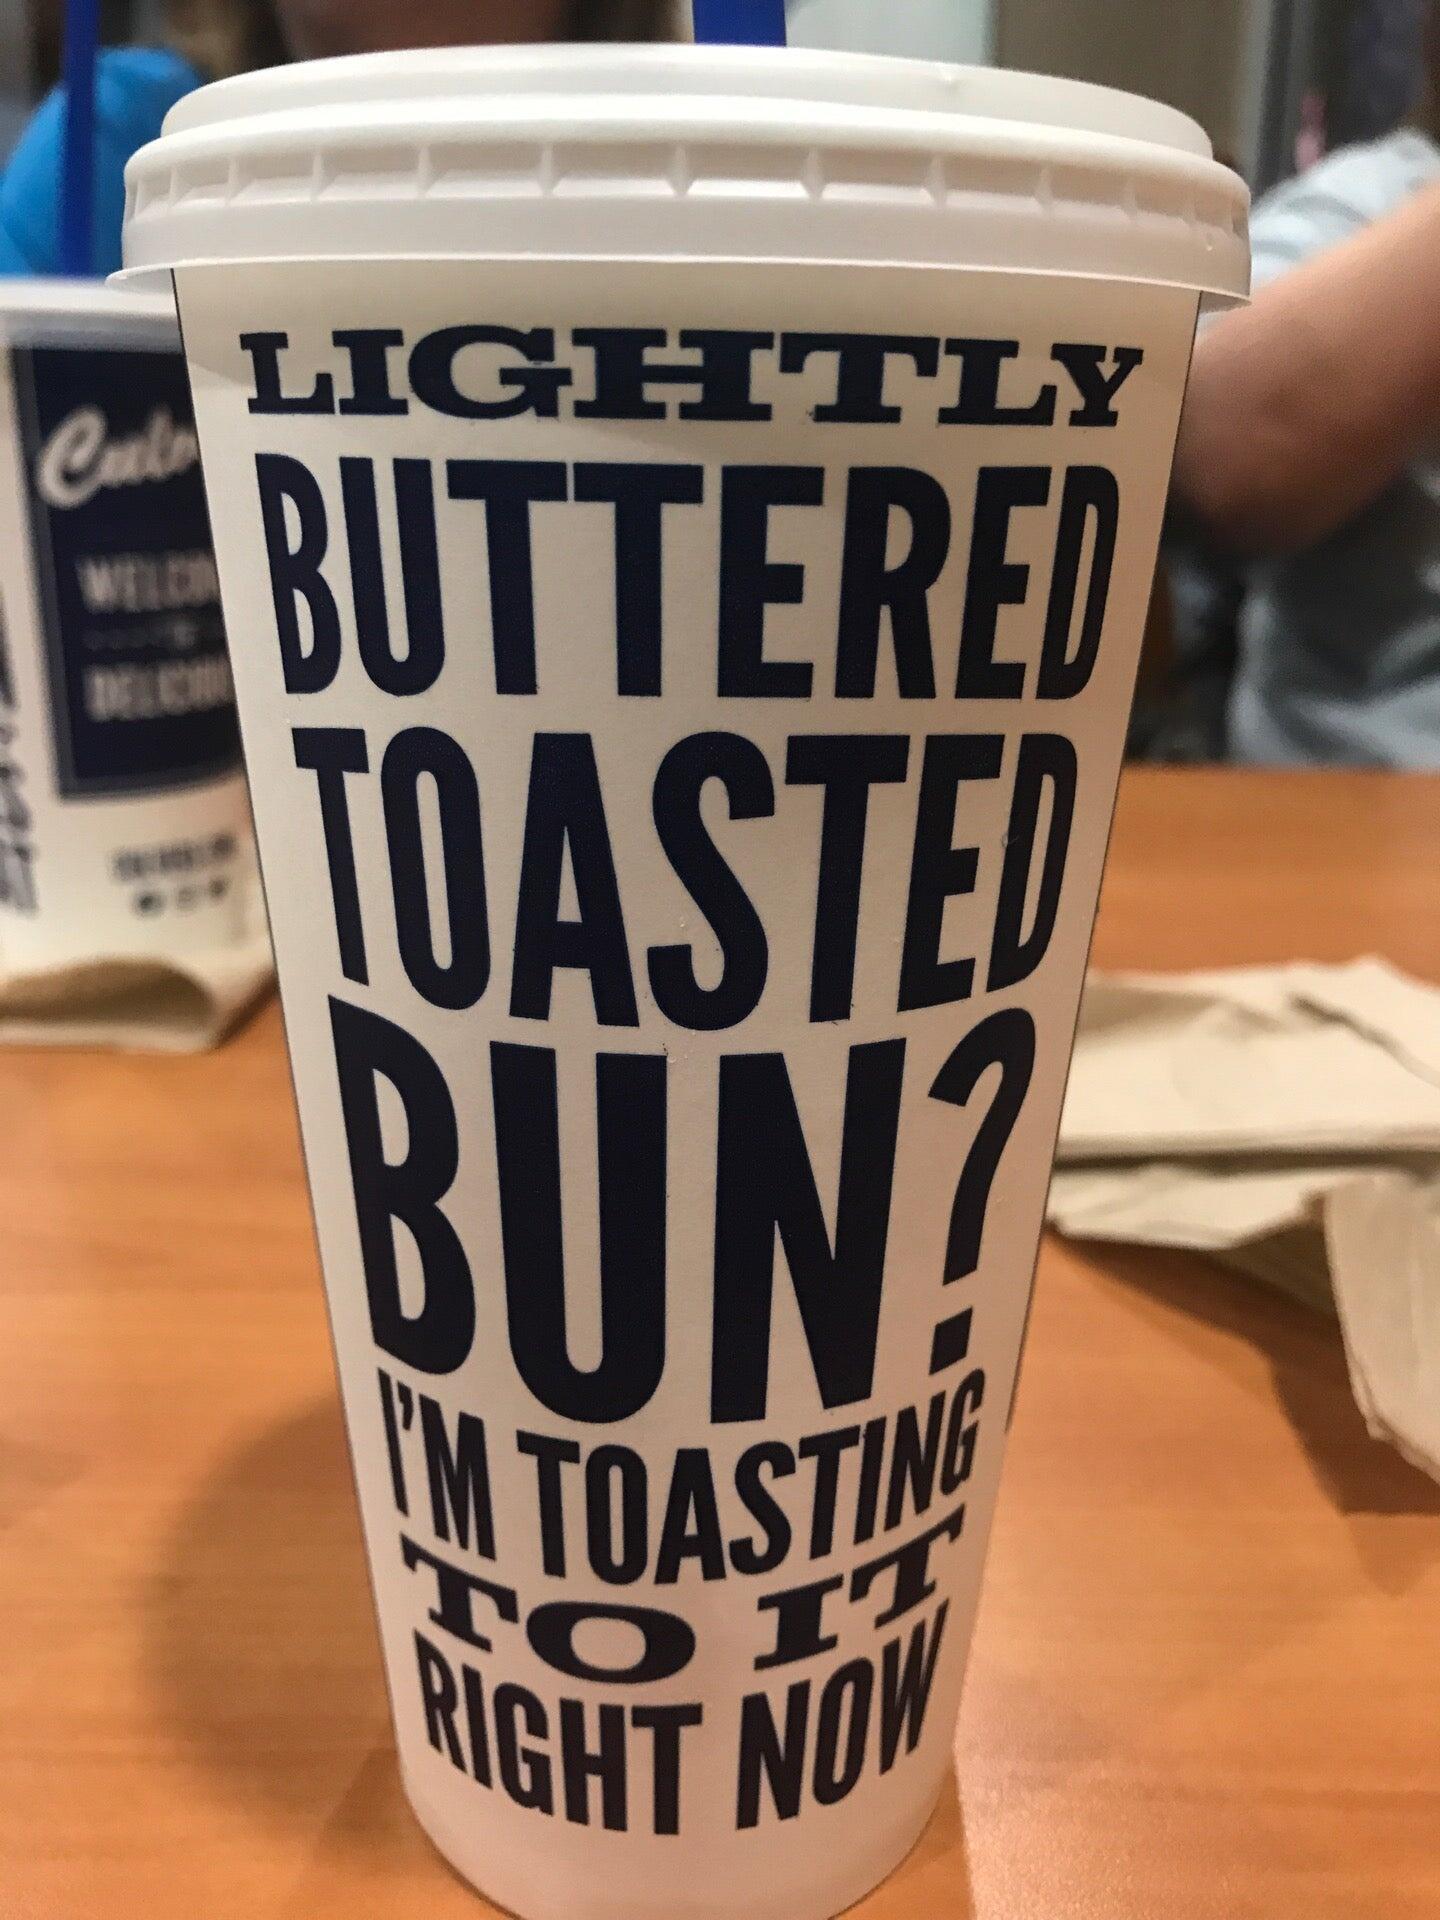 LIGHTLY
BUTTERED
TOASTED
BUN?
I'M TOASTING
TO IT
RIGHT NOW